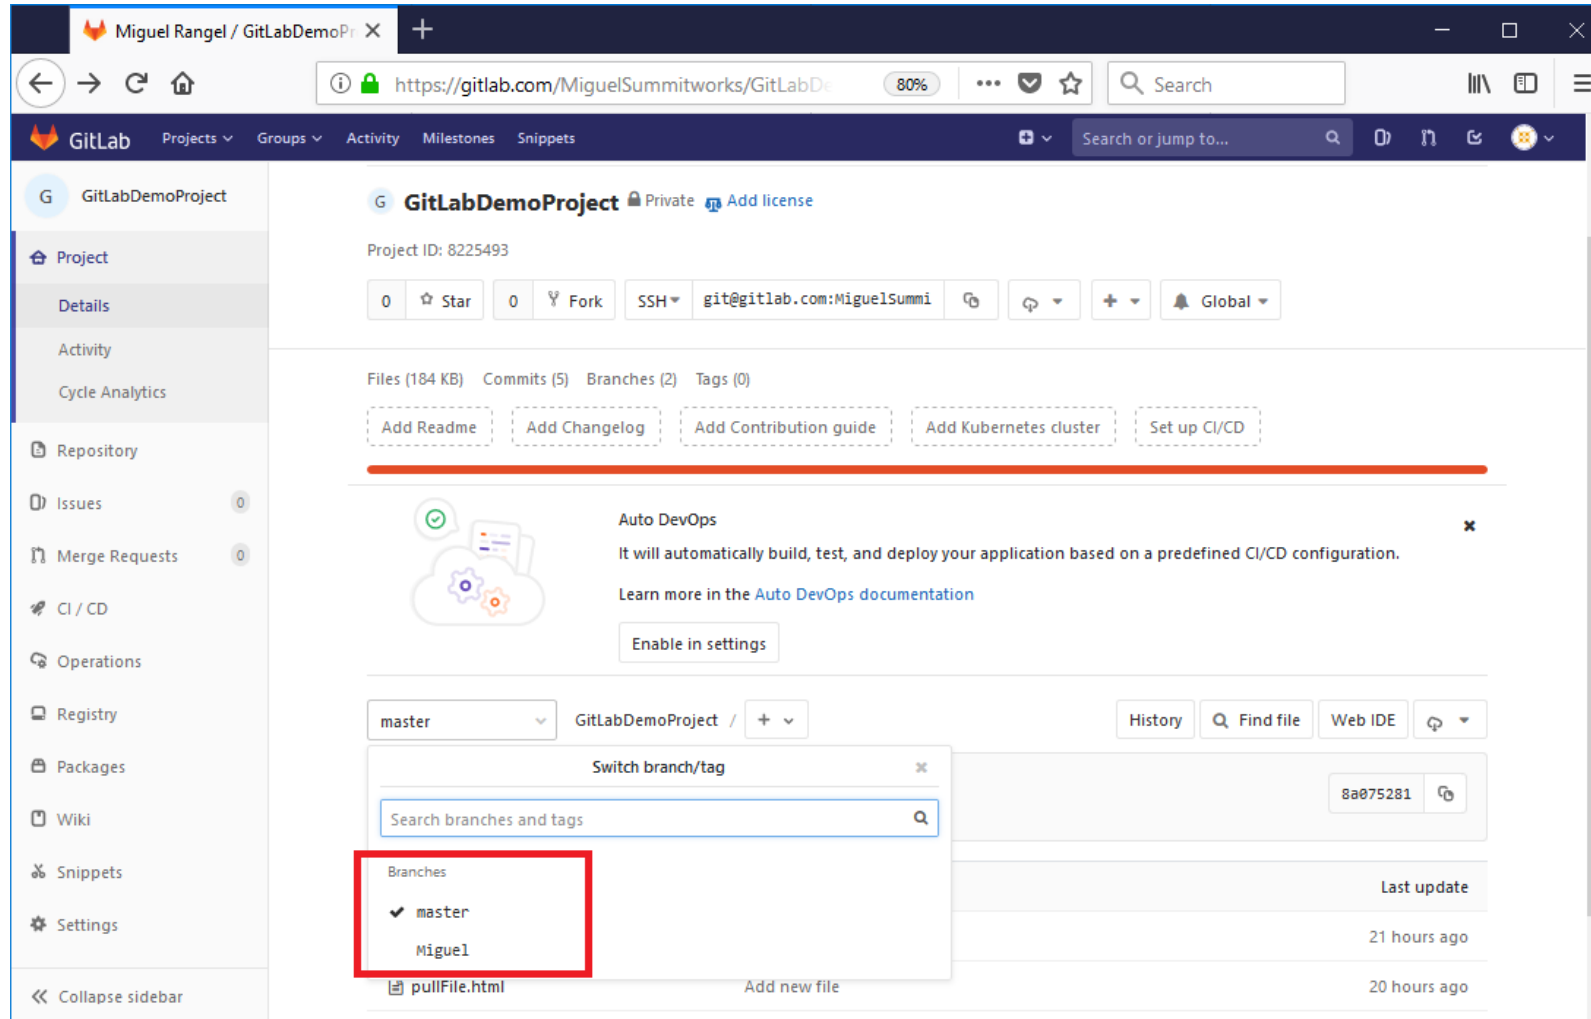 Miguel Rangel / GitLabDemoPr
https://gitlab.com/MiguelSummitworks/GitLabDe
80%
Search
GitLab Projects Groups Activity Milestones Snippets
Search or jump to...
G GitLabDemoProject
Project
Details
Activity
Cycle Analytics
Repository
Issues 0
Merge Requests 0
CI / CD
Operations
Registry
Packages
Wiki
Snippets
Settings
Collapse sidebar
G GitLabDemoProject Private Add license
Project ID: 8225493
0 Star 0 Fork SSH git@gitlab.com:MiguelSummi Global
Files (184 KB) Commits (5) Branches (2) Tags (0)
Add Readme Add Changelog Add Contribution guide Add Kubernetes cluster Set up CI/CD
Auto DevOps
It will automatically build, test, and deploy your application based on a predefined CI/CD configuration.
Learn more in the Auto DevOps documentation
Enable in settings
master GitLabDemoProject / + History Find file Web IDE
Switch branch/tag
8a075281
Search branches and tags
Branches
Last update
master
21 hours ago
Miguel
pullFile.html Add new file 20 hours ago